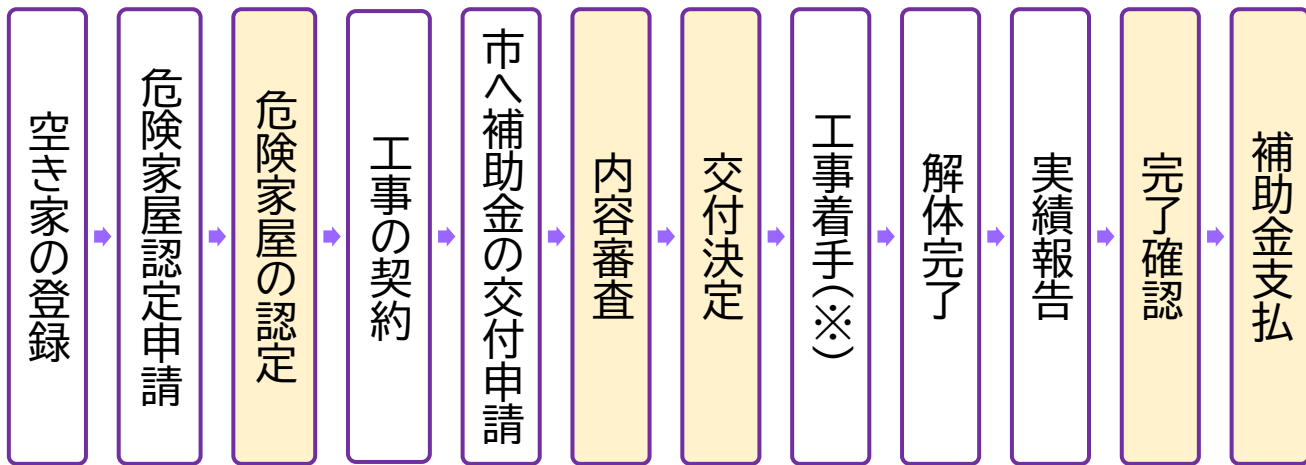 空き家の登録
危険家屋認定申請
危険家屋の認定
工事の契約
市へ補助金の交付申請
内容審査
交付決定
工事着手(※)
解体完了
実績報告
完了確認
補助金支払